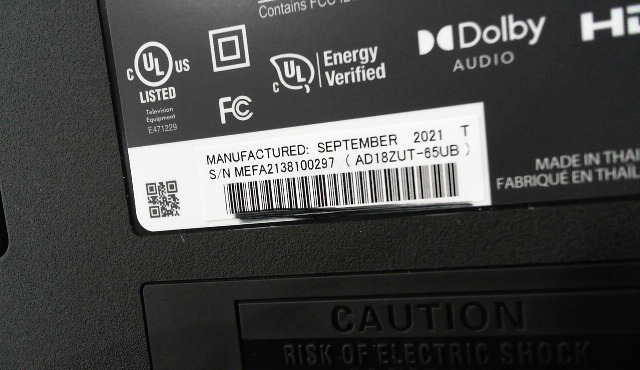 Contains FCC ID
c UL US
LISTED
Television
Equipment
E471229
c UL
Energy
Verified
Dolby
AUDIO
FC
MANUFACTURED: SEPTEMBER 2021 T
S/N MEFA2138100297 ( AD18ZUT-65UB )
MADE IN THAI
FABRIQUÉ EN THAÏL
CAUTION
RISK OF ELECTRIC SHOCK